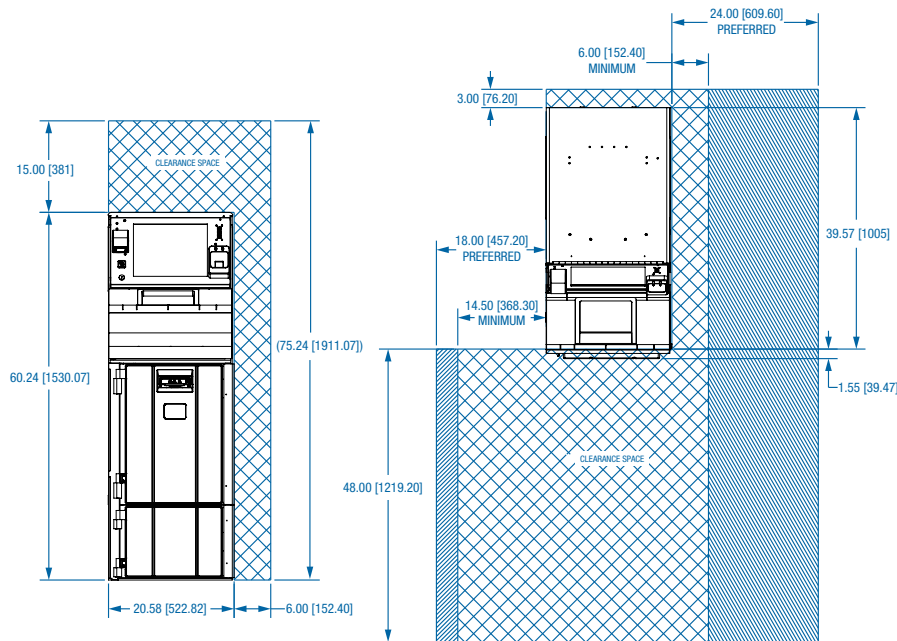 24.00 [609.60]
PREFERRED
6.00 [152.40]
MINIMUM
3.00 [76.20]
15.00 [381]
CLEARANCE SPACE
39.57 [1005]
18.00 [457.20]
PREFERRED
14.50 [368.30]
MINIMUM
(75.24 [1911.07])
60.24 [1530.07]
1.55 [39.47]
CLEARANCE SPACE
48.00 [1219.20]
20.58 [522.82]
6.00 [152.40]